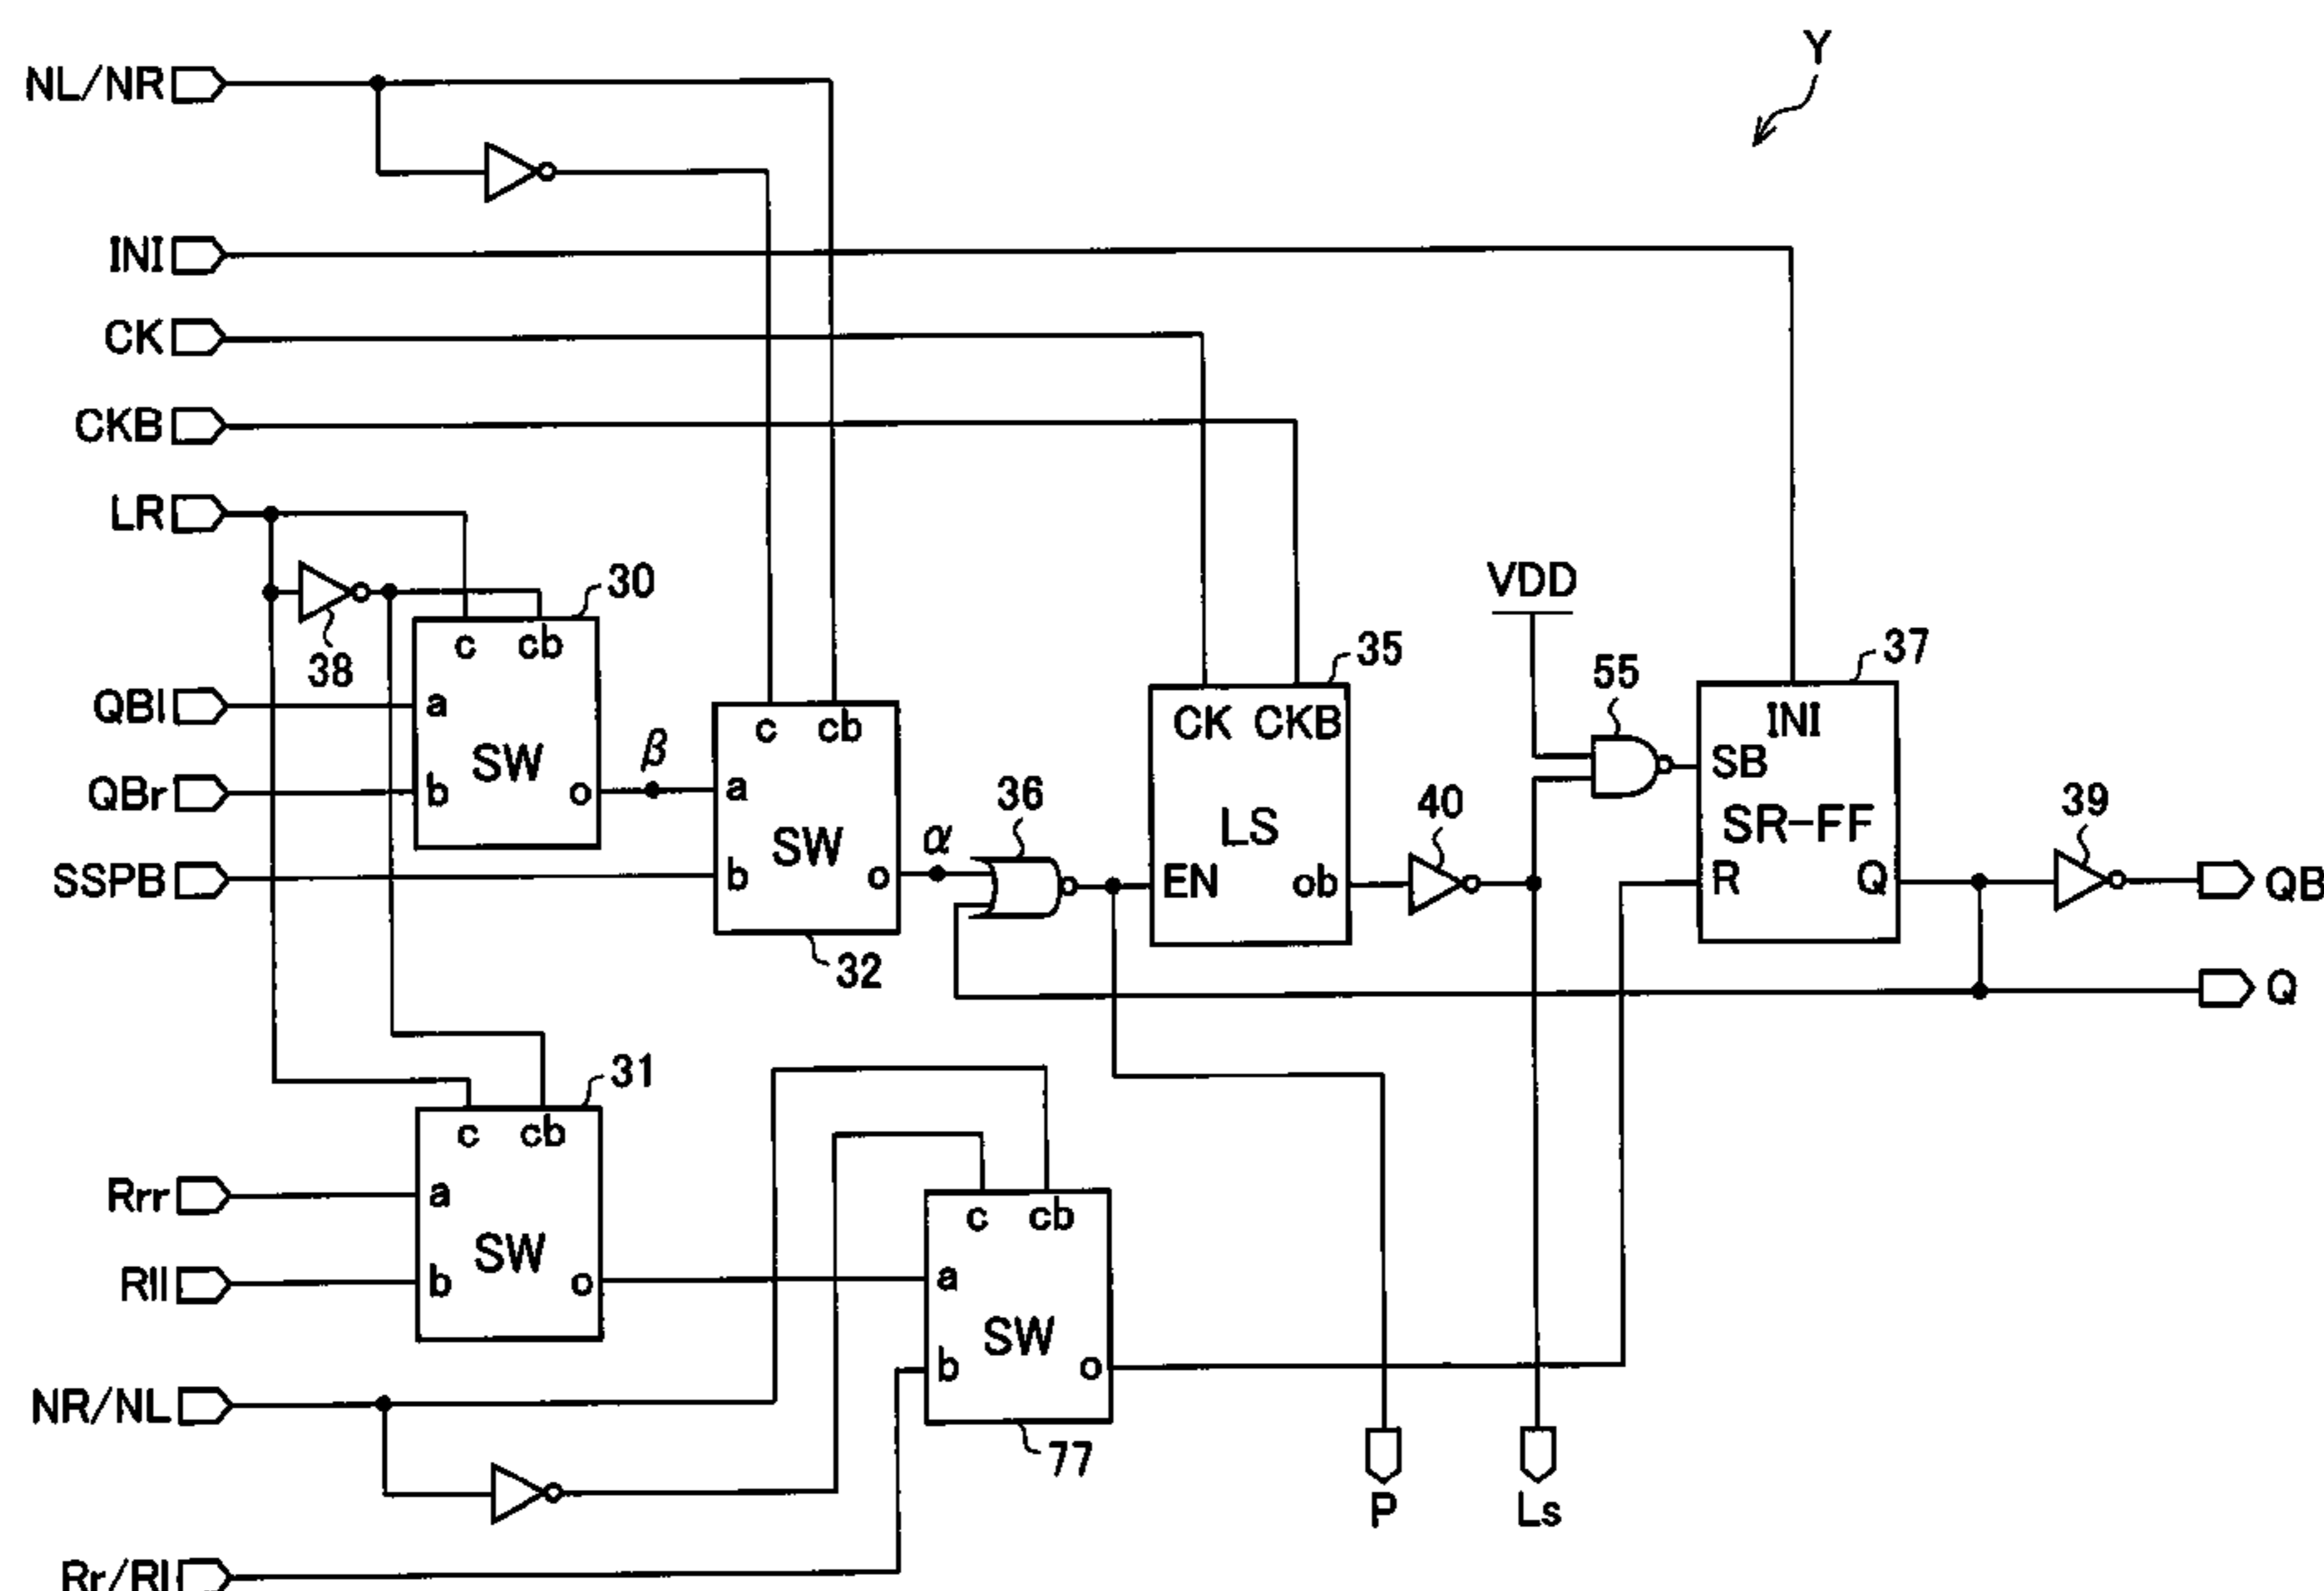 Y
NL/NR
INI
CK
CKB
LR
38
30
c cb
QBl a
QBr b
SW
o
β
SSPB
c cb
a
b
SW
o
32
α
36
35
CK CKB
LS
EN ob
40
VDD
55
37
INI
SB
SR-FF
R Q
39
QB
Q
31
c cb
Rrr a
Rll b
SW
o
c cb
a
b
SW
o
77
NR/NL
Rr/Rl
P
Ls